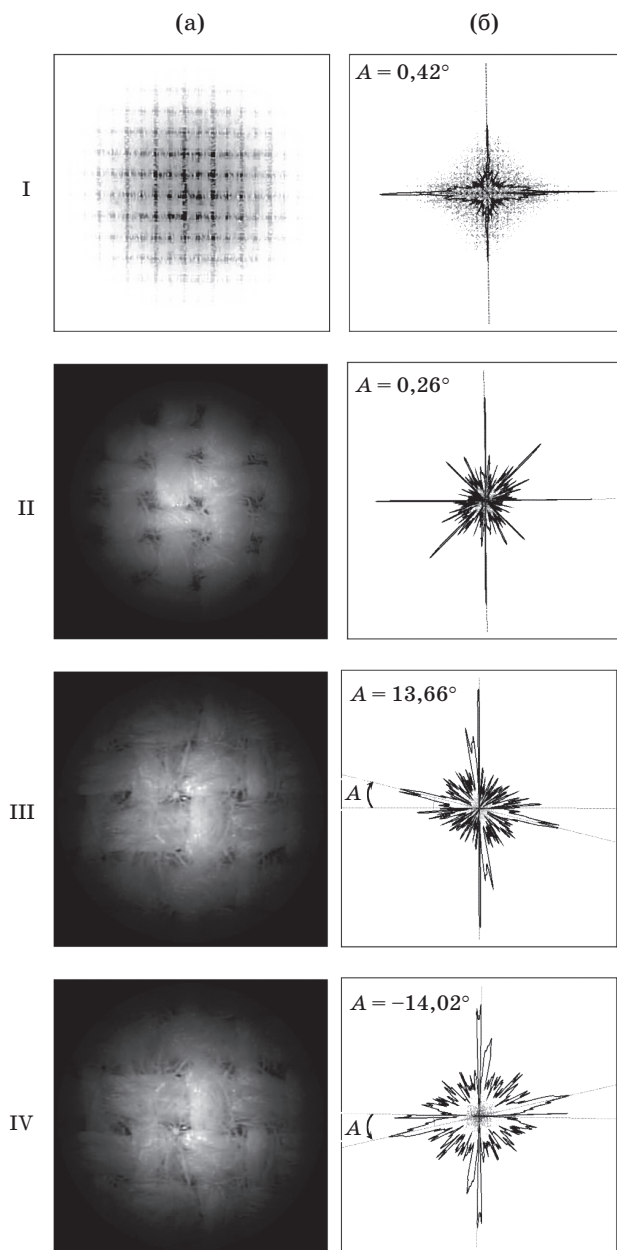 (а) (б)
I
A = 0,42°
II
A = 0,26°
III
A = 13,66°
A
IV
A = –14,02°
A